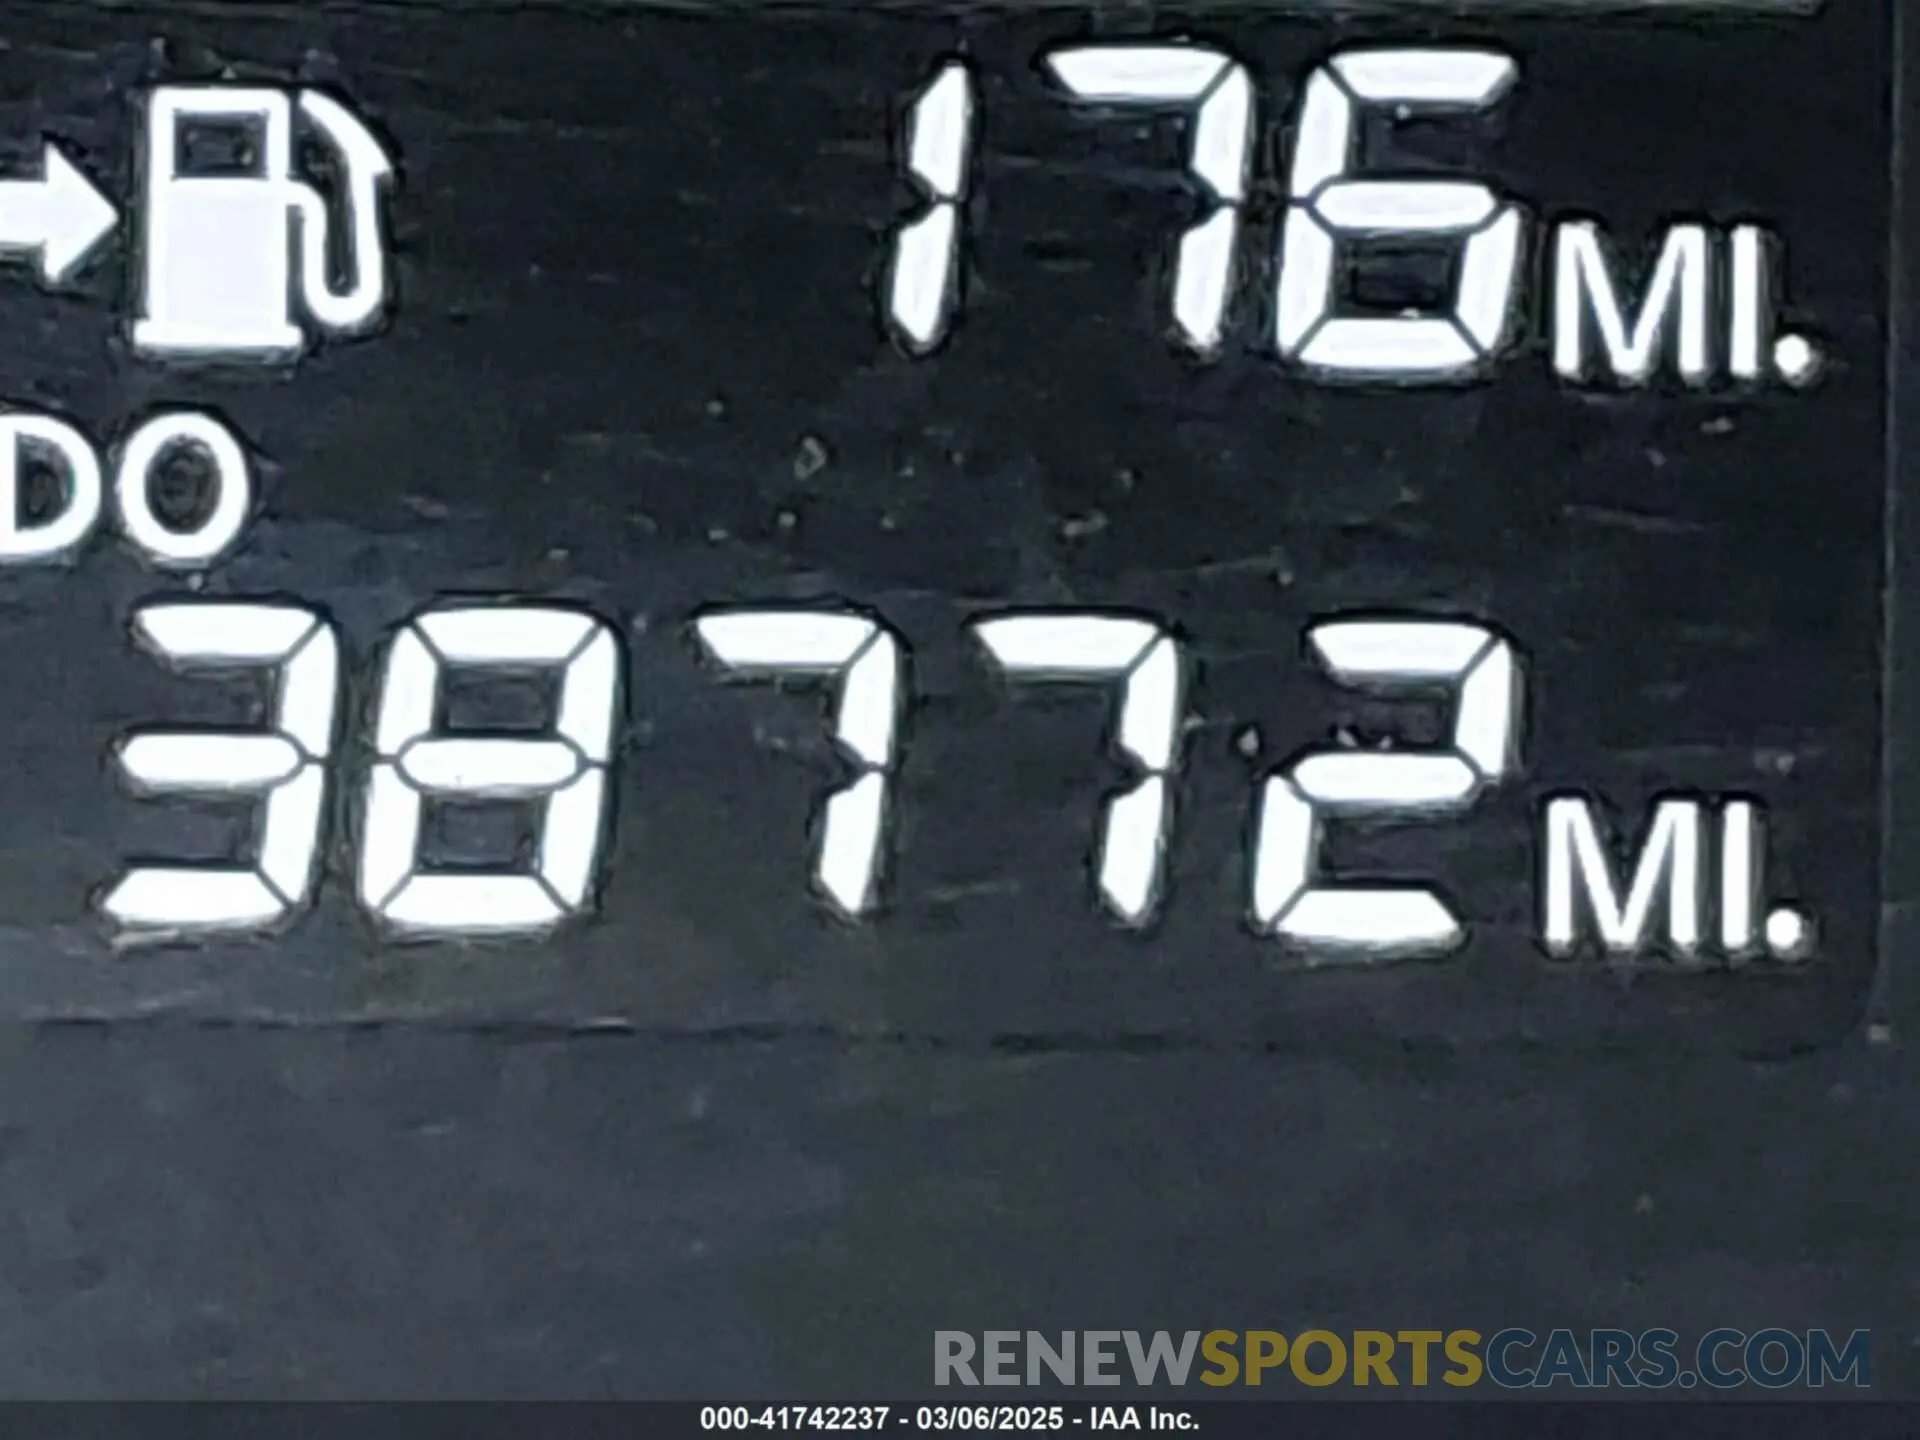 176 MI.
DO
38772 MI.
RENEWSPORTSCARS.COM
000-41742237 - 03/06/2025 - IAA Inc.